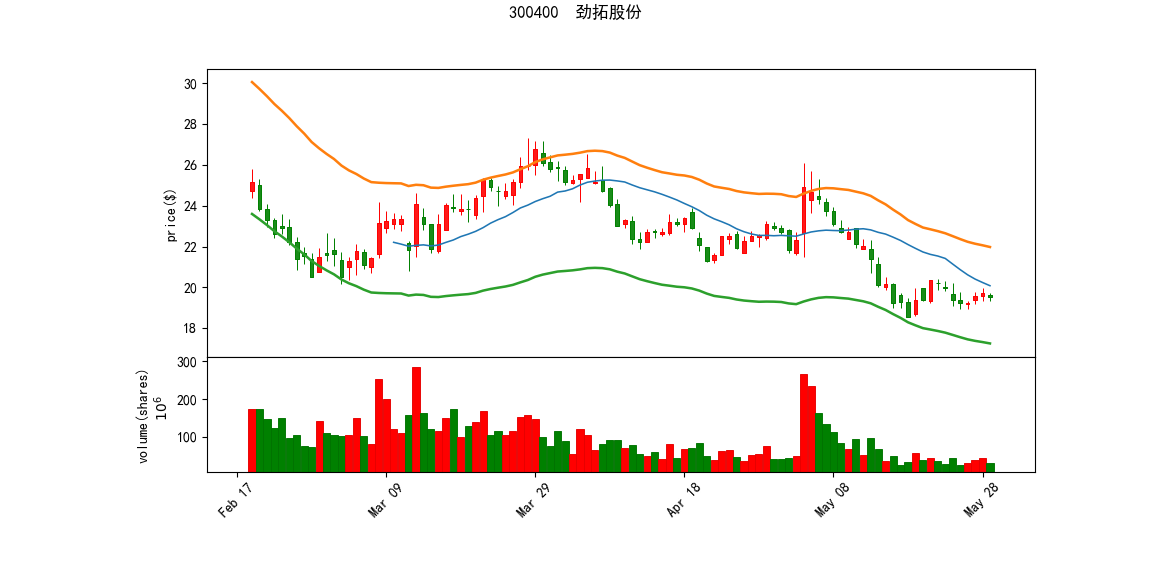 300400 劲拓股份
price($)
30
28
26
24
22
20
18
volume(shares)
10^6
300
200
100
Feb 17
Mar 09
Mar 29
Apr 18
May 08
May 28